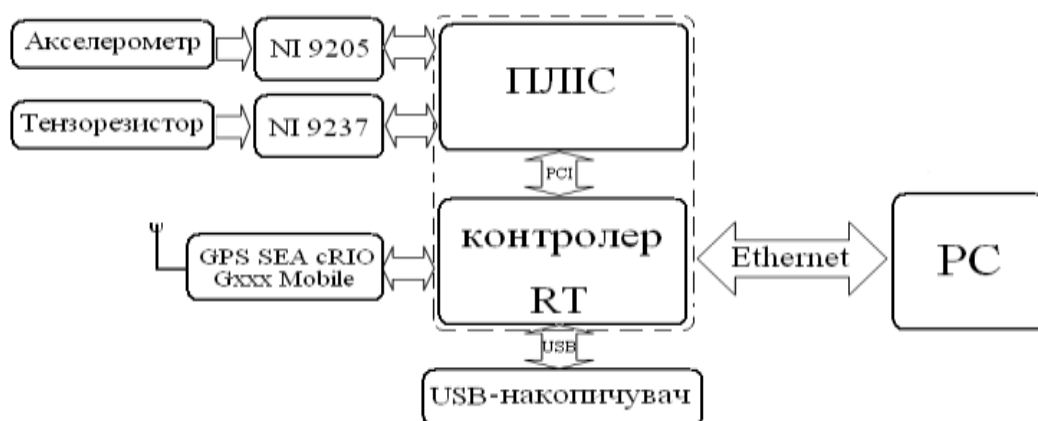 Акселерометр
NI 9205
ПЛІС
Тензорезистор
NI 9237
PCI
GPS SEA cRIO
Gxxx Mobile
контролер
RT
Ethernet
PC
USB
USB-накопичувач